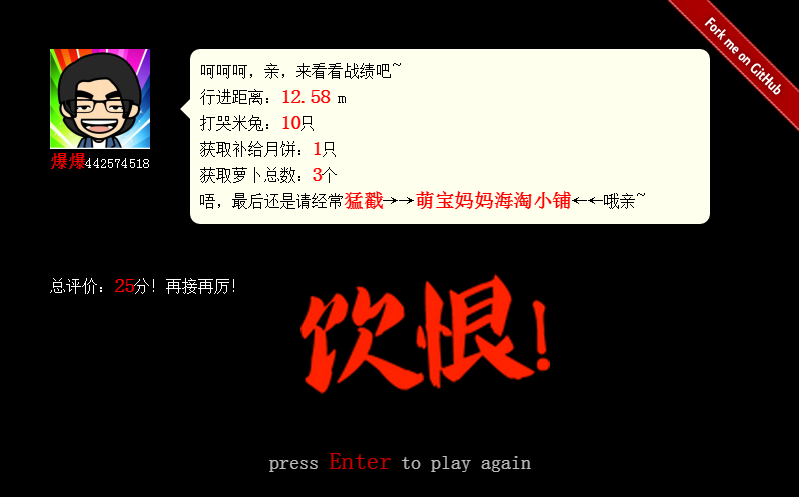 Fork me on GitHub
呵呵呵，亲，来看看战绩吧~
行进距离：12.58 m
打哭米兔：10只
获取补给月饼：1只
获取萝卜总数：3个
唔，最后还是请经常猛戳→→萌宝妈妈海淘小铺←←哦亲~
爆爆442574518
总评价：25分！再接再厉！
饮恨!
press Enter to play again